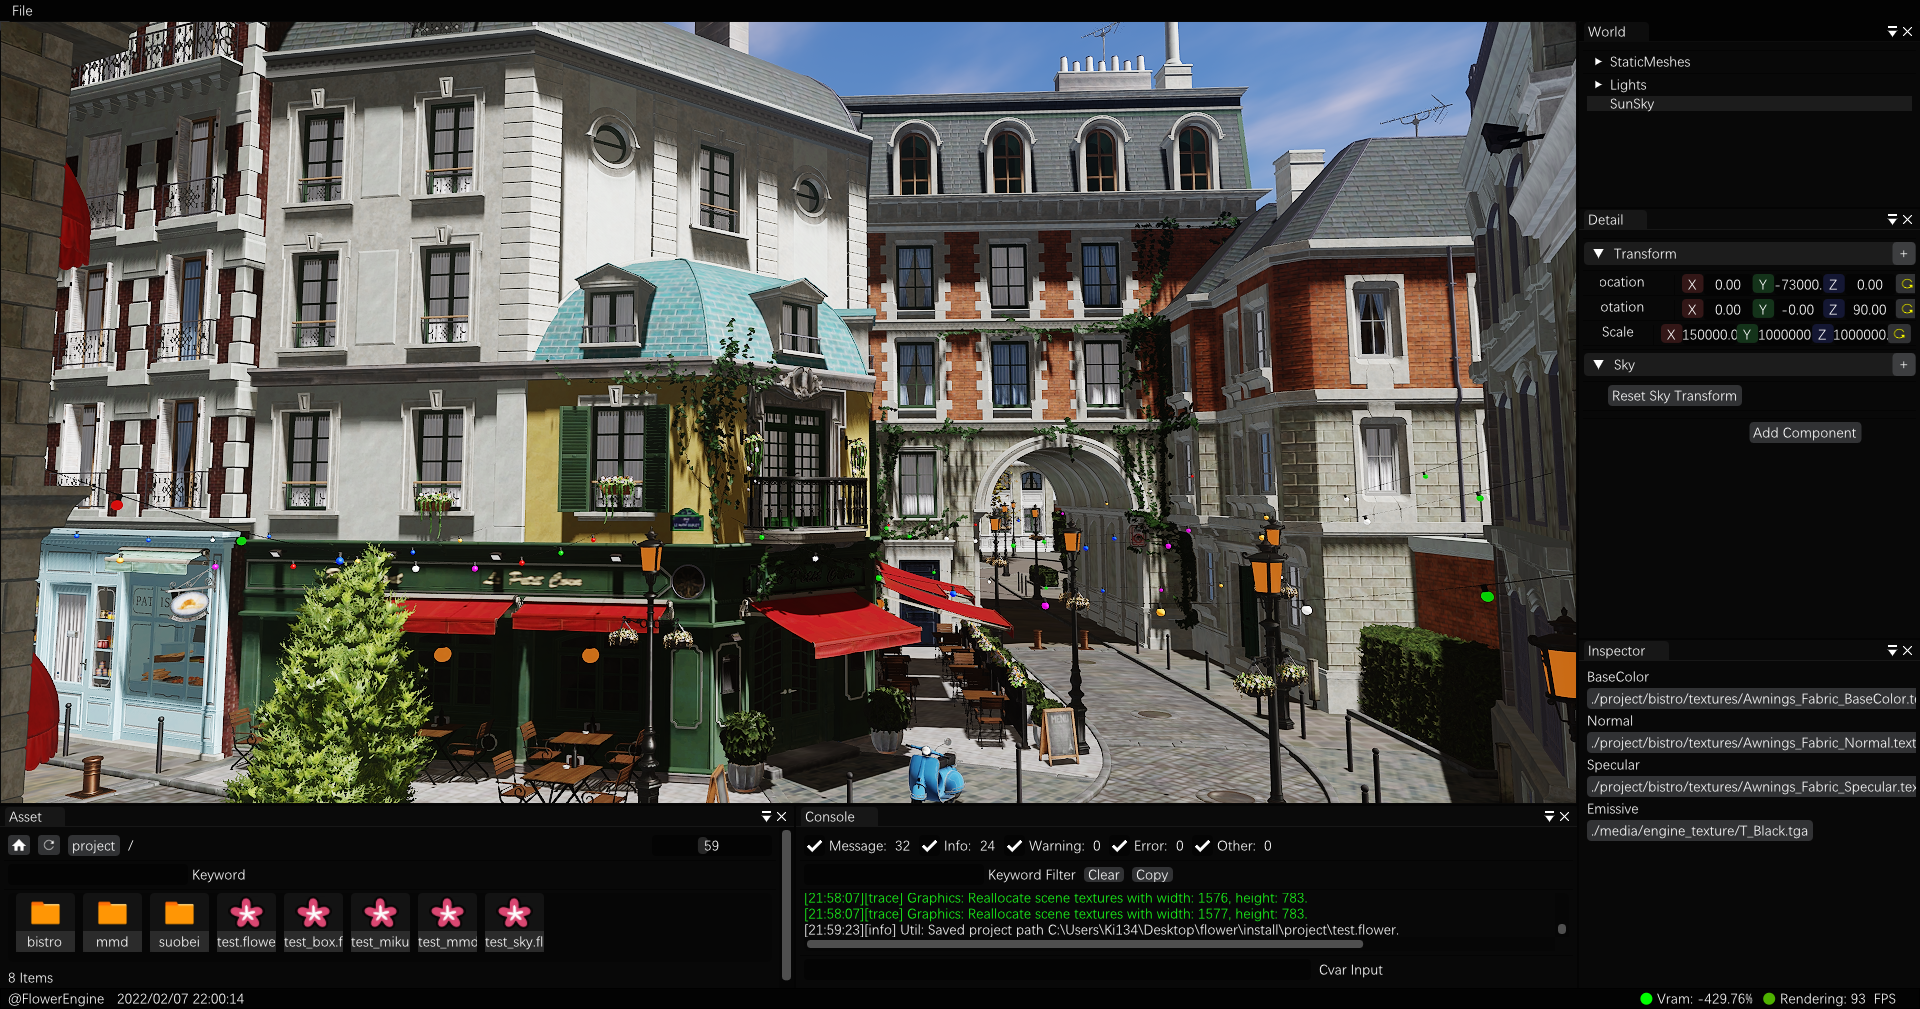 File
World
StaticMeshes
Lights
SunSky
Detail
Transform
ocation X 0.00 Y -73000. Z 0.00
otation X 0.00 Y -0.00 Z 90.00
Scale X 150000.0 Y 1000000 Z 1000000.
Sky
Reset Sky Transform
Add Component
PATIS
MENU
Inspector
BaseColor
./project/bistro/textures/Awnings_Fabric_BaseColor.t
Normal
./project/bistro/textures/Awnings_Fabric_Normal.text
Specular
./project/bistro/textures/Awnings_Fabric_Specular.tex
Emissive
./media/engine_texture/T_Black.tga
Asset
project / 59
Keyword
bistro mmd suobei test.flowe test_box.f test_miku test_mmd test_sky.fl
8 Items
Console
Message: 32 Info: 24 Warning: 0 Error: 0 Other: 0
Keyword Filter Clear Copy
[21:58:07][trace] Graphics: Reallocate scene textures with width: 1576, height: 783.
[21:58:07][trace] Graphics: Reallocate scene textures with width: 1577, height: 783.
[21:59:23][info] Util: Saved project path C:\Users\Ki134\Desktop\flower\install\project\test.flower.
Cvar Input
@FlowerEngine 2022/02/07 22:00:14
Vram: -429.76% Rendering: 93 FPS